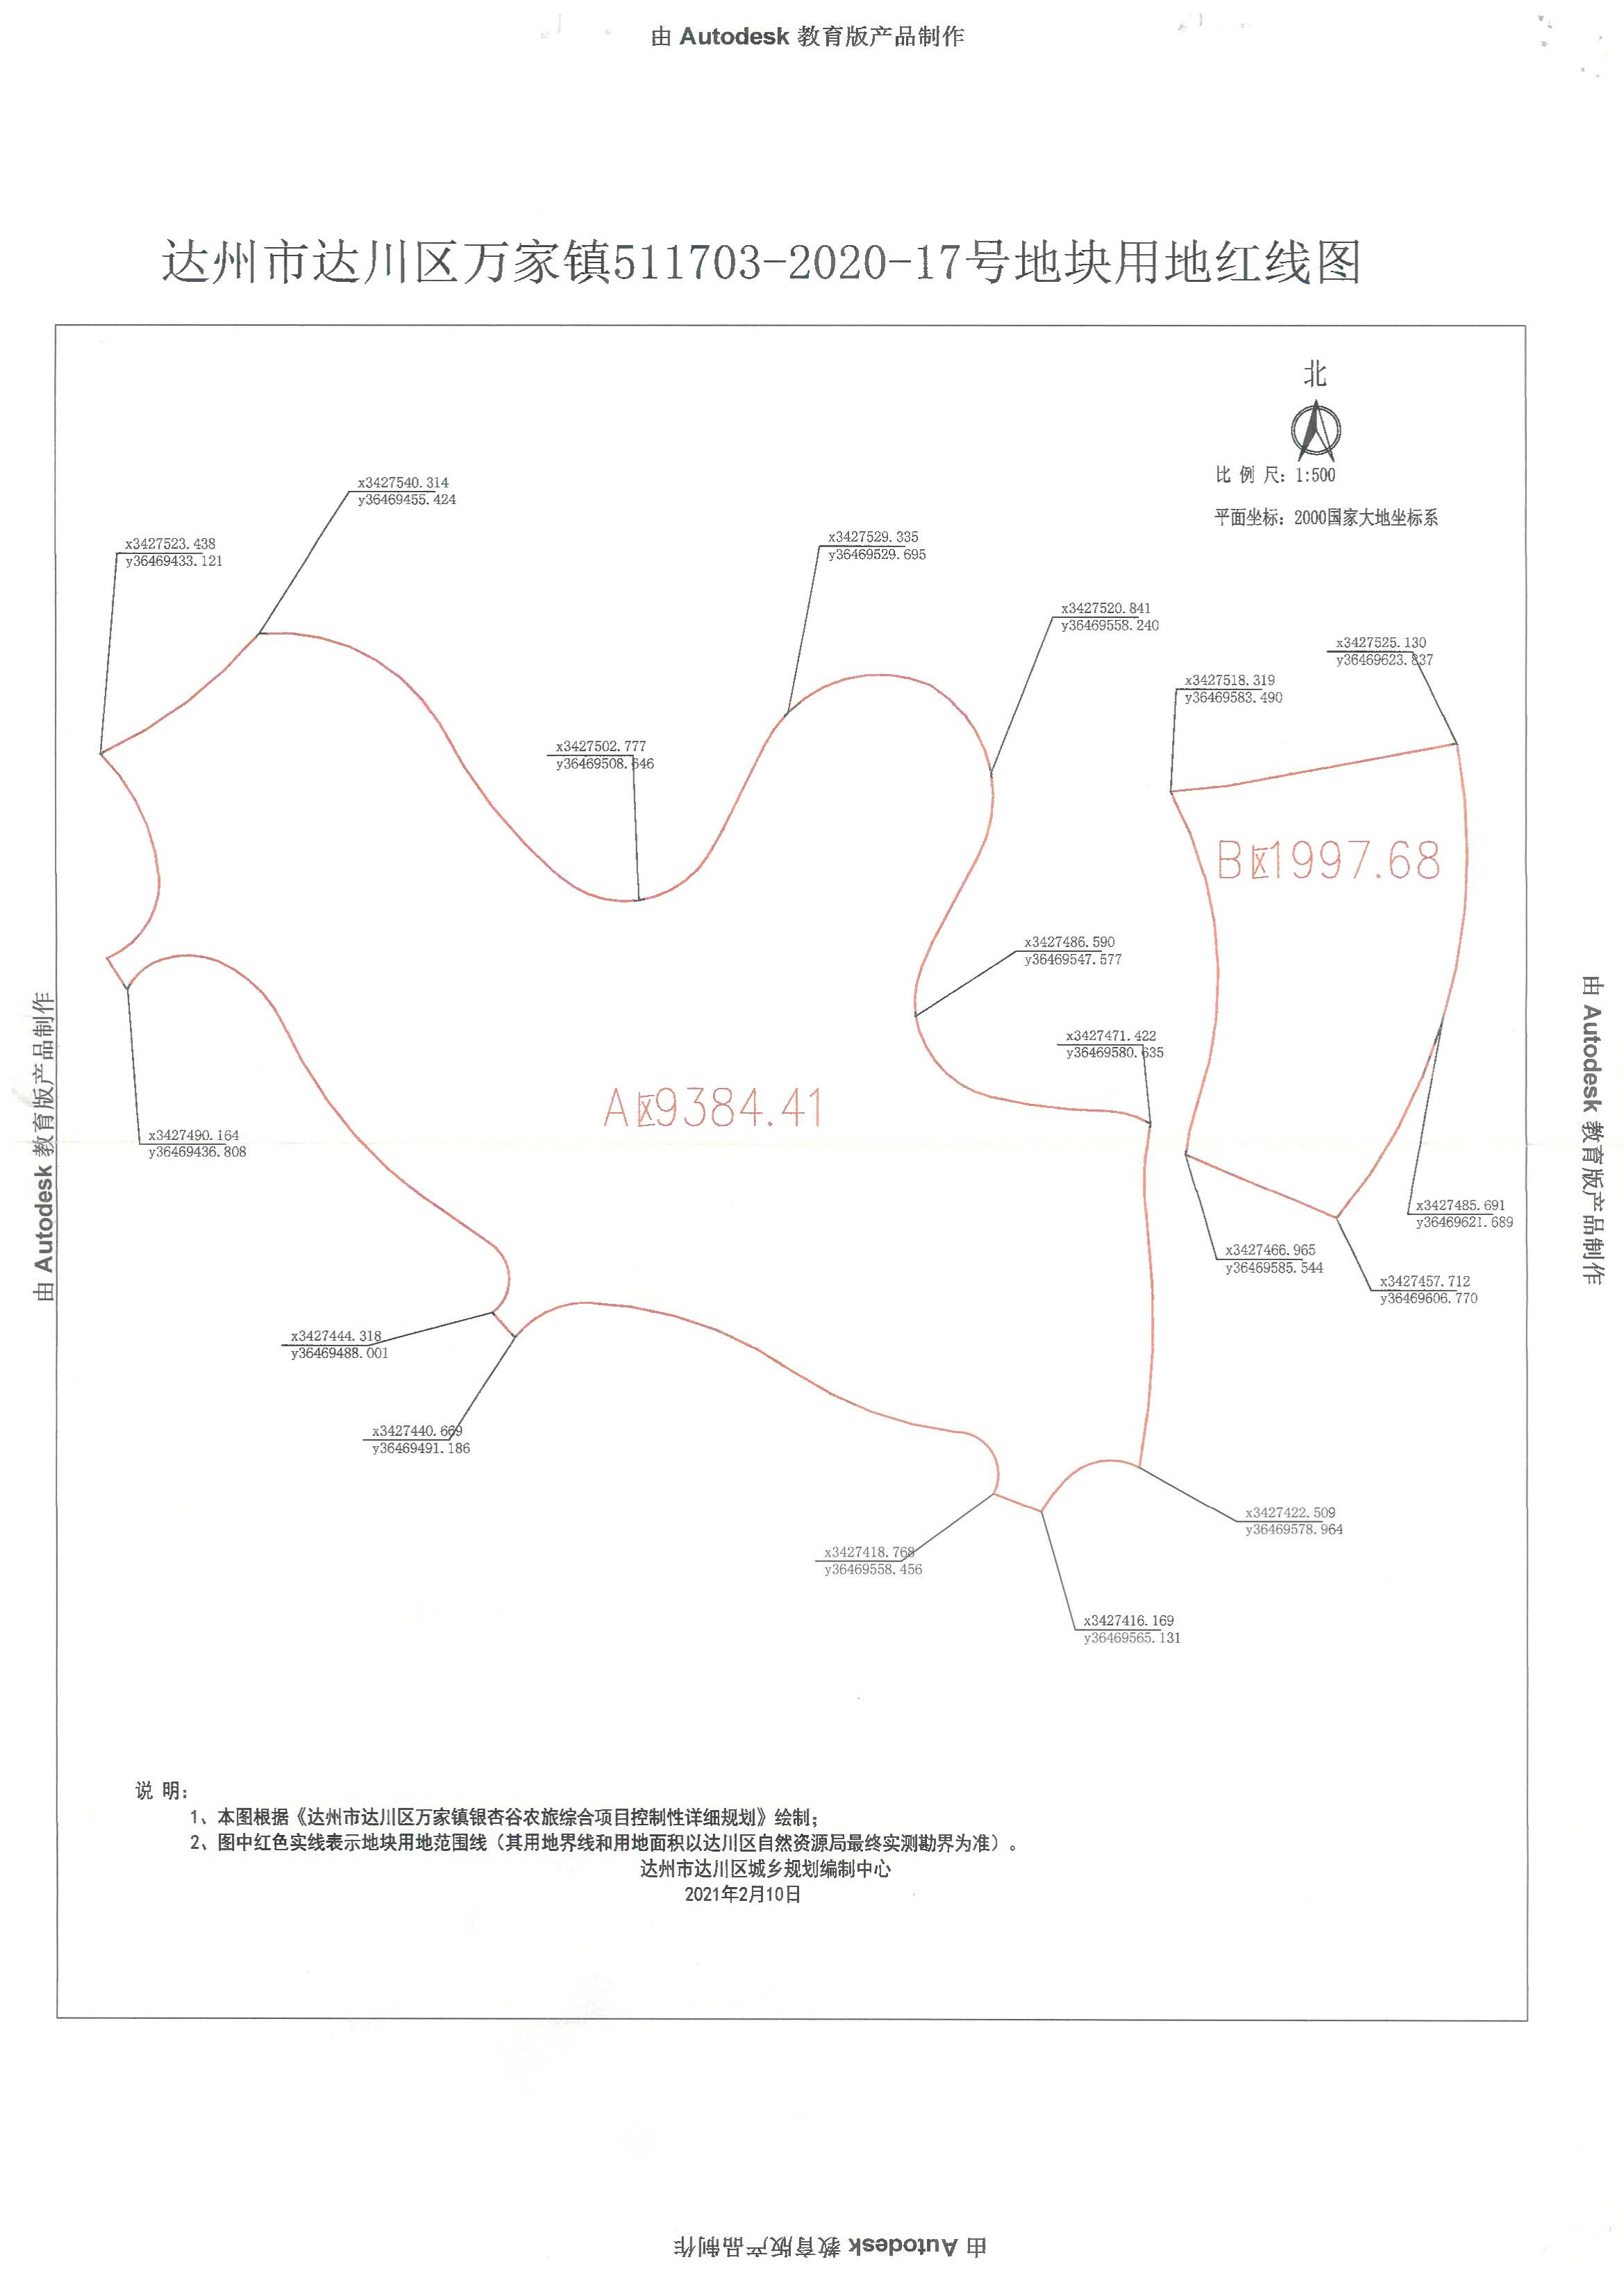 由 Autodesk 教育版产品制作
达州市达川区万家镇511703-2020-17号地块用地红线图
北
比 例 尺: 1:500
平面坐标: 2000国家大地坐标系
x3427540.314
y36469455.424
x3427523.438
y36469433.121
x3427529.335
y36469529.695
x3427520.841
y36469558.240
x3427525.130
y36469623.837
x3427518.319
y36469583.490
x3427502.777
y36469508.646
B区1997.68
x3427486.590
y36469547.577
x3427471.422
y36469580.635
A区9384.41
x3427490.164
y36469436.808
x3427485.691
y36469621.689
x3427466.965
y36469585.544
x3427457.712
y36469606.770
x3427444.318
y36469488.001
x3427440.669
y36469491.186
x3427422.509
y36469578.964
x3427418.768
y36469558.456
x3427416.169
y36469565.131
由 Autodesk 教育版产品制作
由 Autodesk 教育版产品制作
说 明:
1、本图根据《达州市达川区万家镇银杏谷农旅综合项目控制性详细规划》绘制;
2、图中红色实线表示地块用地范围线（其用地界线和用地面积以达川区自然资源局最终实测勘界为准）。
达州市达川区城乡规划编制中心
2021年2月10日
由 Autodesk 教育版产品制作